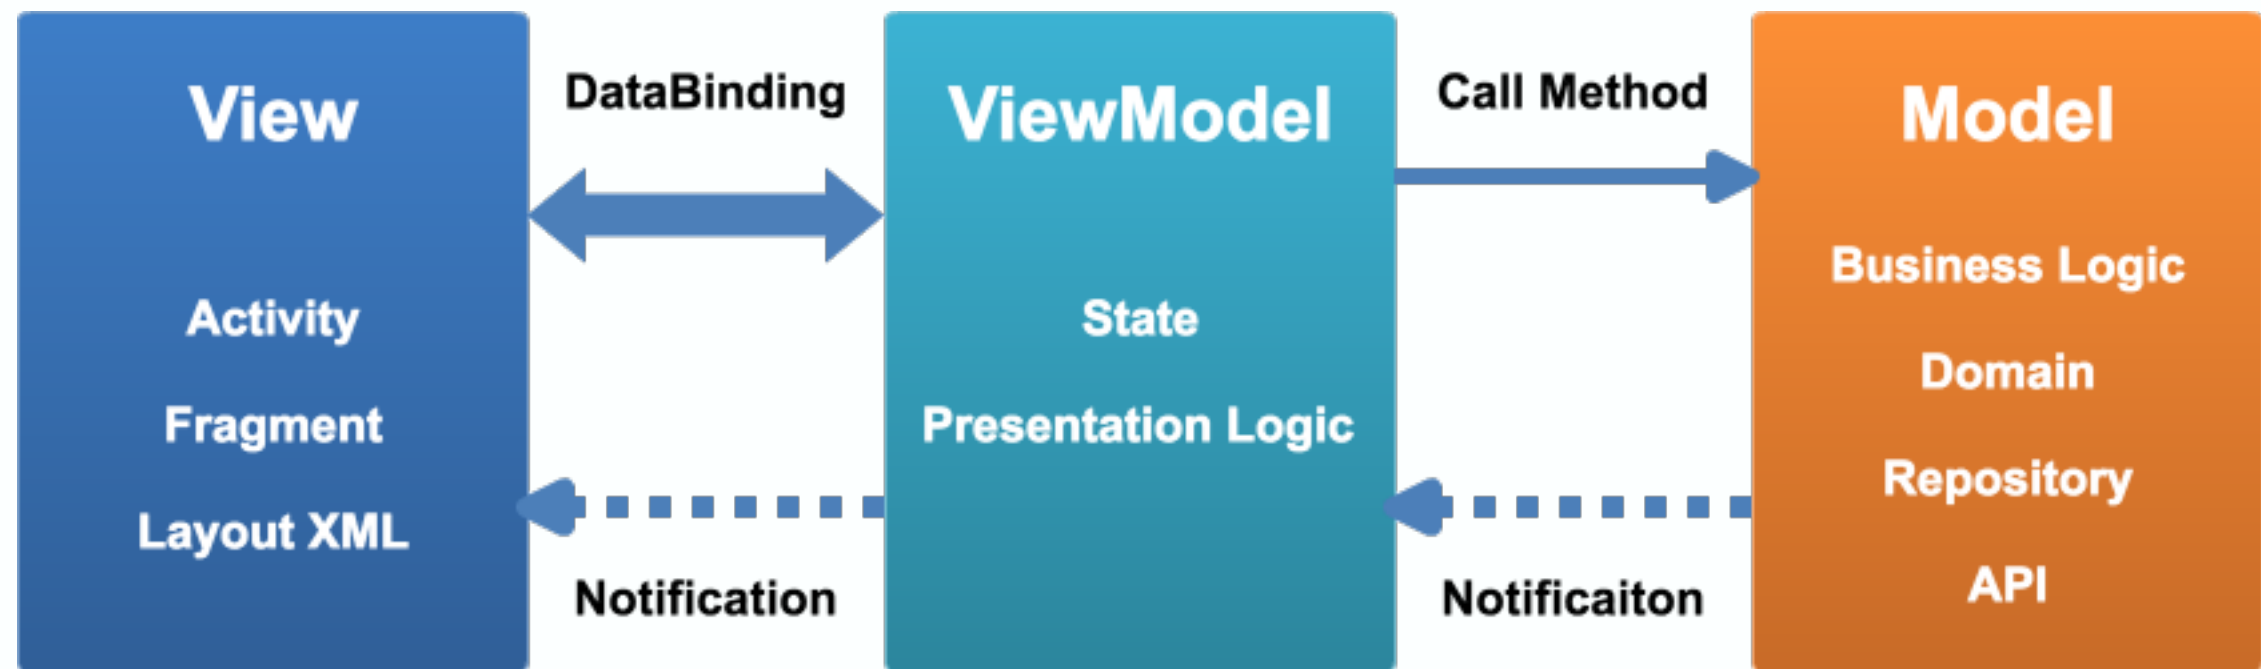 View
Activity
Fragment
Layout XML
DataBinding
Notification
ViewModel
State
Presentation Logic
Call Method
Notificaiton
Model
Business Logic
Domain
Repository
API